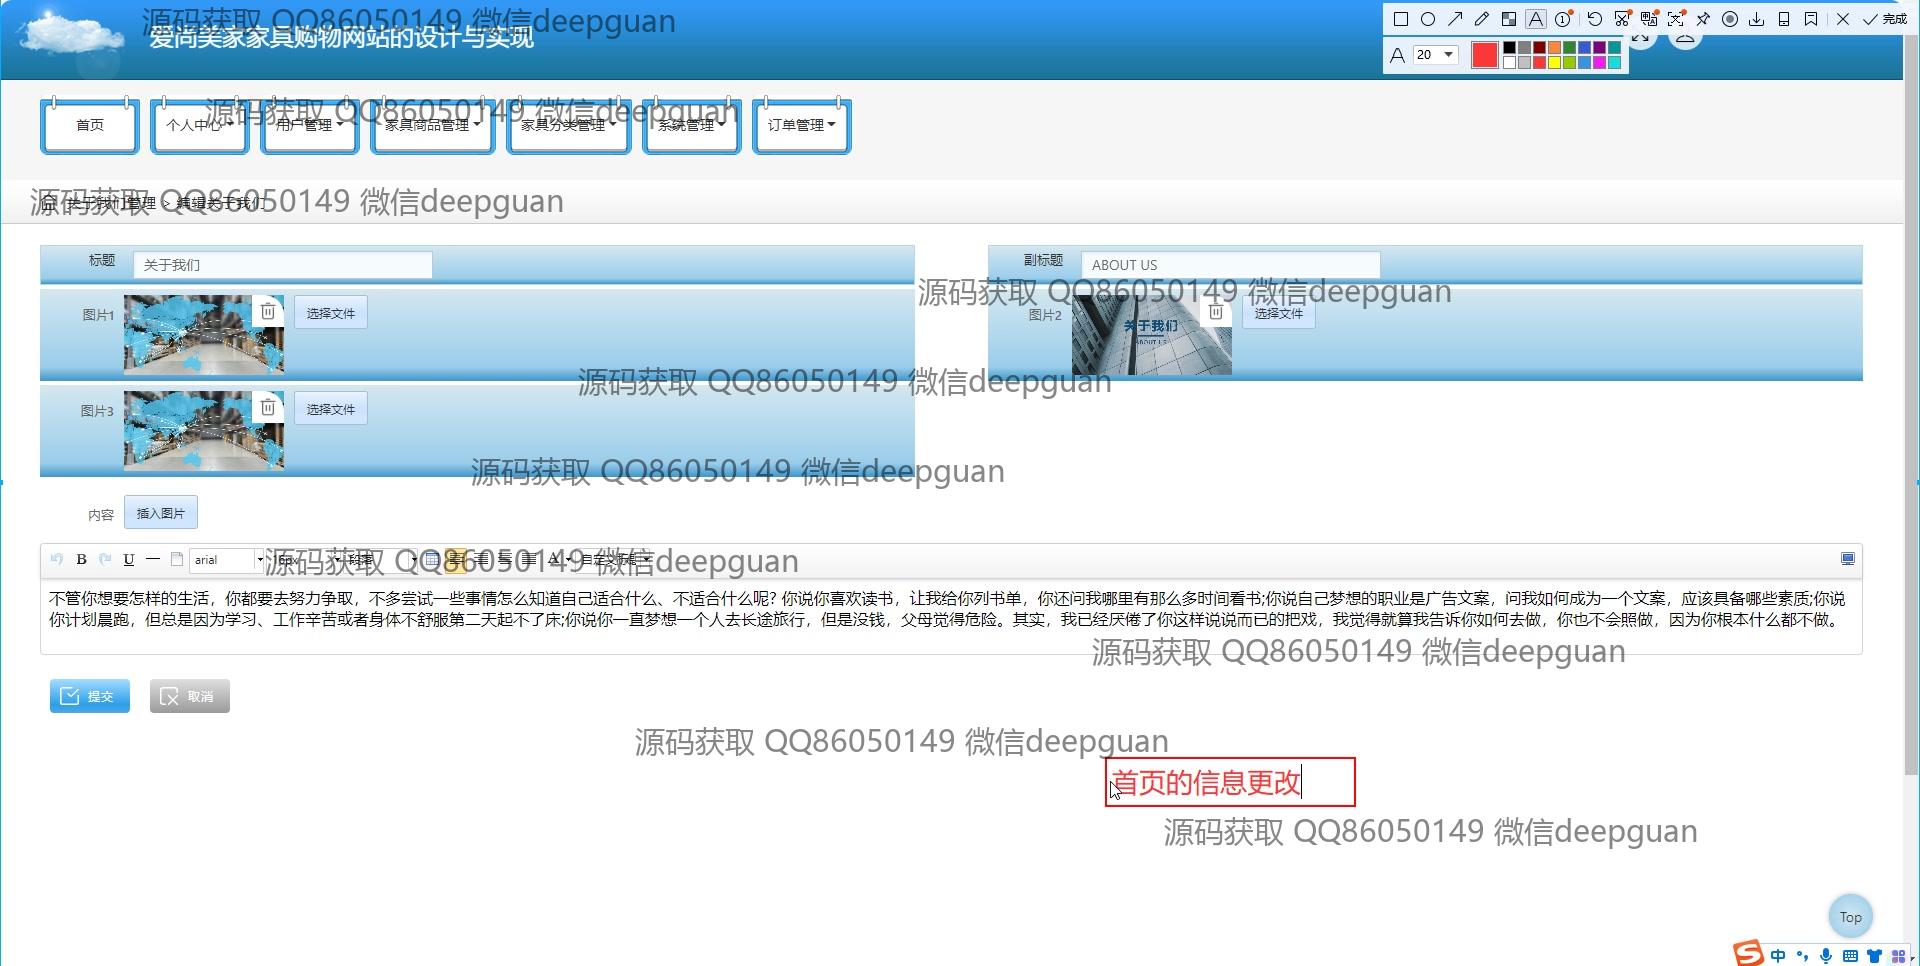 源码获取 QQ86050149 微信deepguan
爱尚美家家具购物网站的设计与实现
完成
A 20
首页
个人中心
用户管理
家具商品管理
家具分类管理
系统管理
订单管理
源码获取 QQ86050149 微信deepguan
源码获取 QQ86050149 微信deepguan
关于我们管理 > 编辑关于我们
标题 关于我们
副标题 ABOUT US
源码获取 QQ86050149 微信deepguan
图片1 选择文件
图片2 关于我们 ABOUT US 选择文件
源码获取 QQ86050149 微信deepguan
图片3 选择文件
源码获取 QQ86050149 微信deepguan
内容 插入图片
B U arial 16px 段落 A 自定义标题
源码获取 QQ86050149 微信deepguan
不管你想要怎样的生活，你都要去努力争取，不多尝试一些事情怎么知道自己适合什么、不适合什么呢? 你说你喜欢读书，让我给你列书单，你还问我哪里有那么多时间看书;你说自己梦想的职业是广告文案，问我如何成为一个文案，应该具备哪些素质;你说
你计划晨跑，但总是因为学习、工作辛苦或者身体不舒服第二天起不了床;你说你一直梦想一个人去长途旅行，但是没钱，父母觉得危险。其实，我已经厌倦了你这样说说而已的把戏，我觉得就算我告诉你如何去做，你也不会照做，因为你根本什么都不做。
源码获取 QQ86050149 微信deepguan
提交 取消
源码获取 QQ86050149 微信deepguan
首页的信息更改
源码获取 QQ86050149 微信deepguan
Top
中